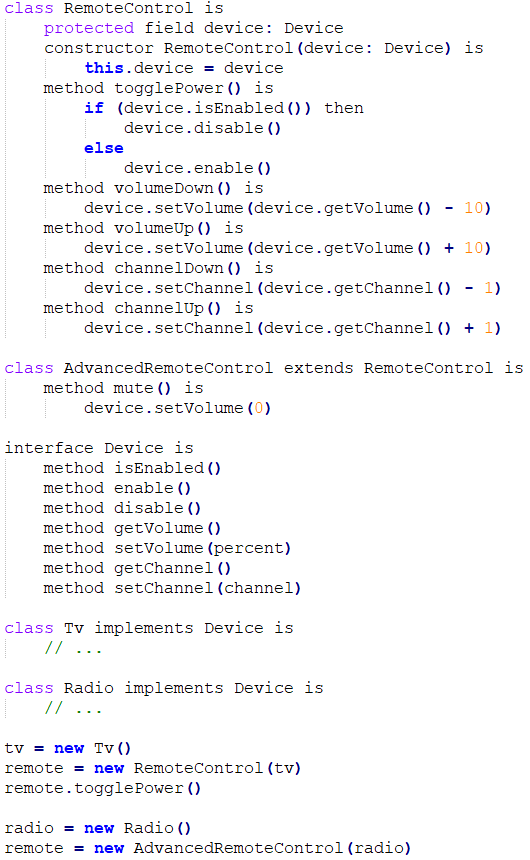 class RemoteControl is
    protected field device: Device
    constructor RemoteControl(device: Device) is
        this.device = device
    method togglePower() is
        if (device.isEnabled()) then
            device.disable()
        else
            device.enable()
    method volumeDown() is
        device.setVolume(device.getVolume() - 10)
    method volumeUp() is
        device.setVolume(device.getVolume() + 10)
    method channelDown() is
        device.setChannel(device.getChannel() - 1)
    method channelUp() is
        device.setChannel(device.getChannel() + 1)

class AdvancedRemoteControl extends RemoteControl is
    method mute() is
        device.setVolume(0)

interface Device is
    method isEnabled()
    method enable()
    method disable()
    method getVolume()
    method setVolume(percent)
    method getChannel()
    method setChannel(channel)

class Tv implements Device is
    // ...

class Radio implements Device is
    // ...

tv = new Tv()
remote = new RemoteControl(tv)
remote.togglePower()

radio = new Radio()
remote = new AdvancedRemoteControl(radio)